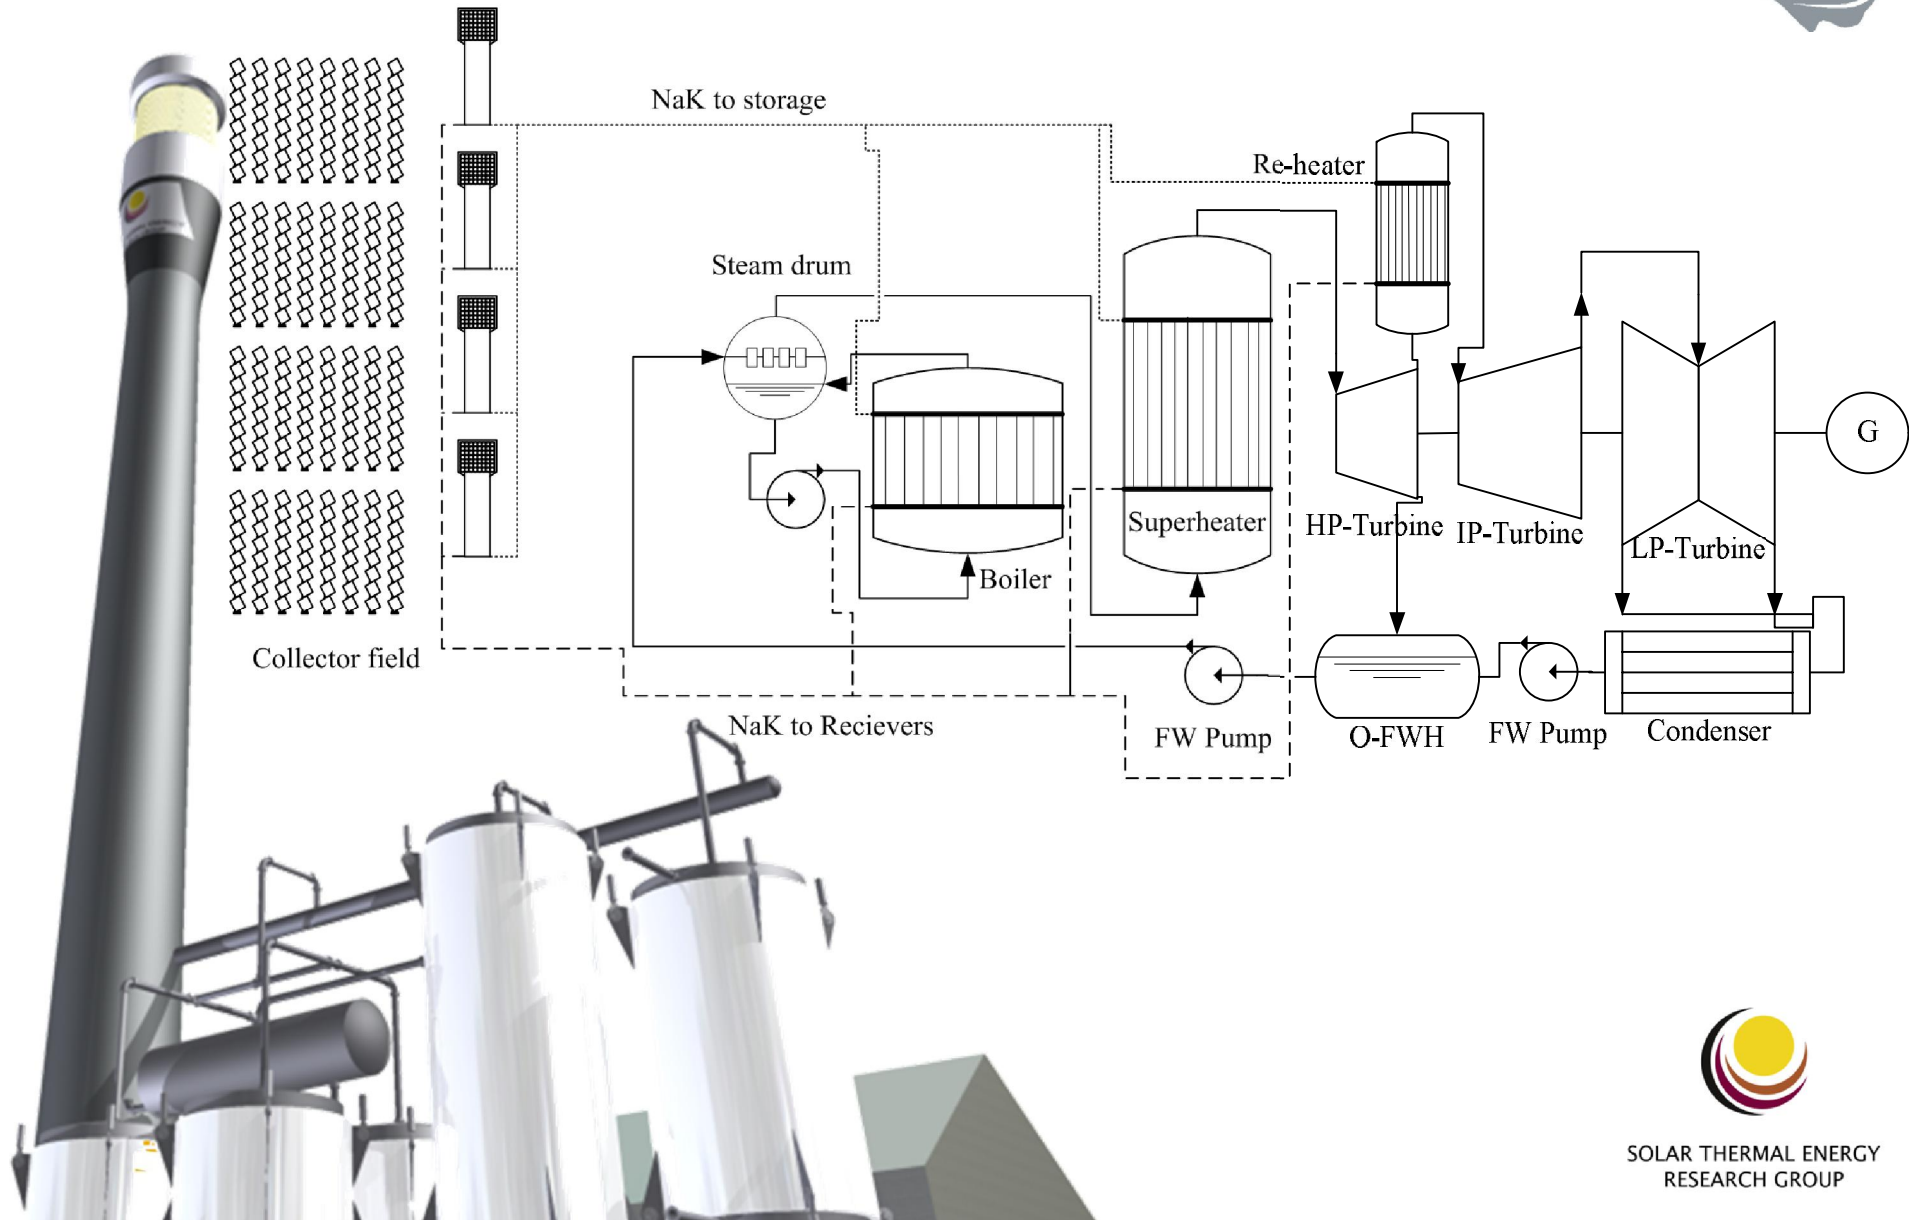 NaK to storage
Re-heater
Steam drum
Superheater
HP-Turbine
IP-Turbine
LP-Turbine
G
Boiler
Collector field
NaK to Recievers
FW Pump
O-FWH
FW Pump
Condenser
SOLAR THERMAL ENERGY
RESEARCH GROUP